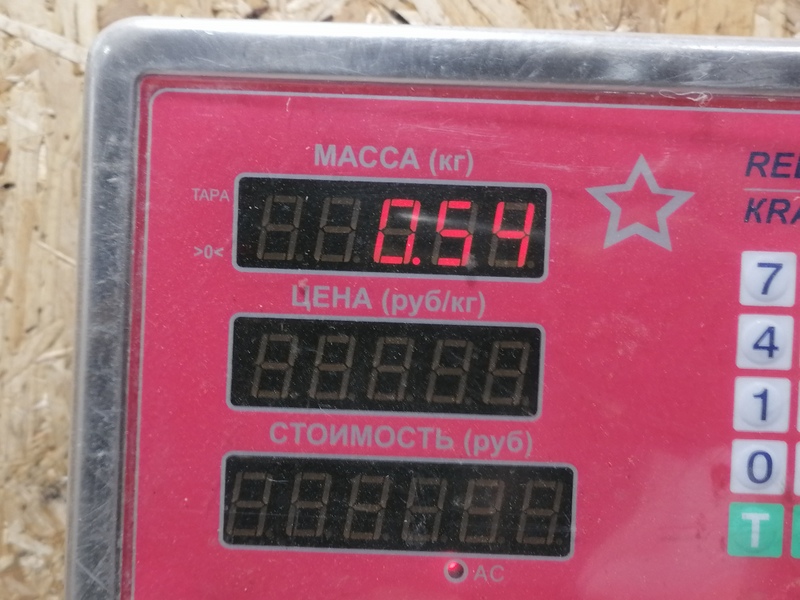 МАССА (кг)
ТАРА
0.54
>0<
ЦЕНА (руб/кг)
СТОИМОСТЬ (руб)
AC
7
4
1
0
T